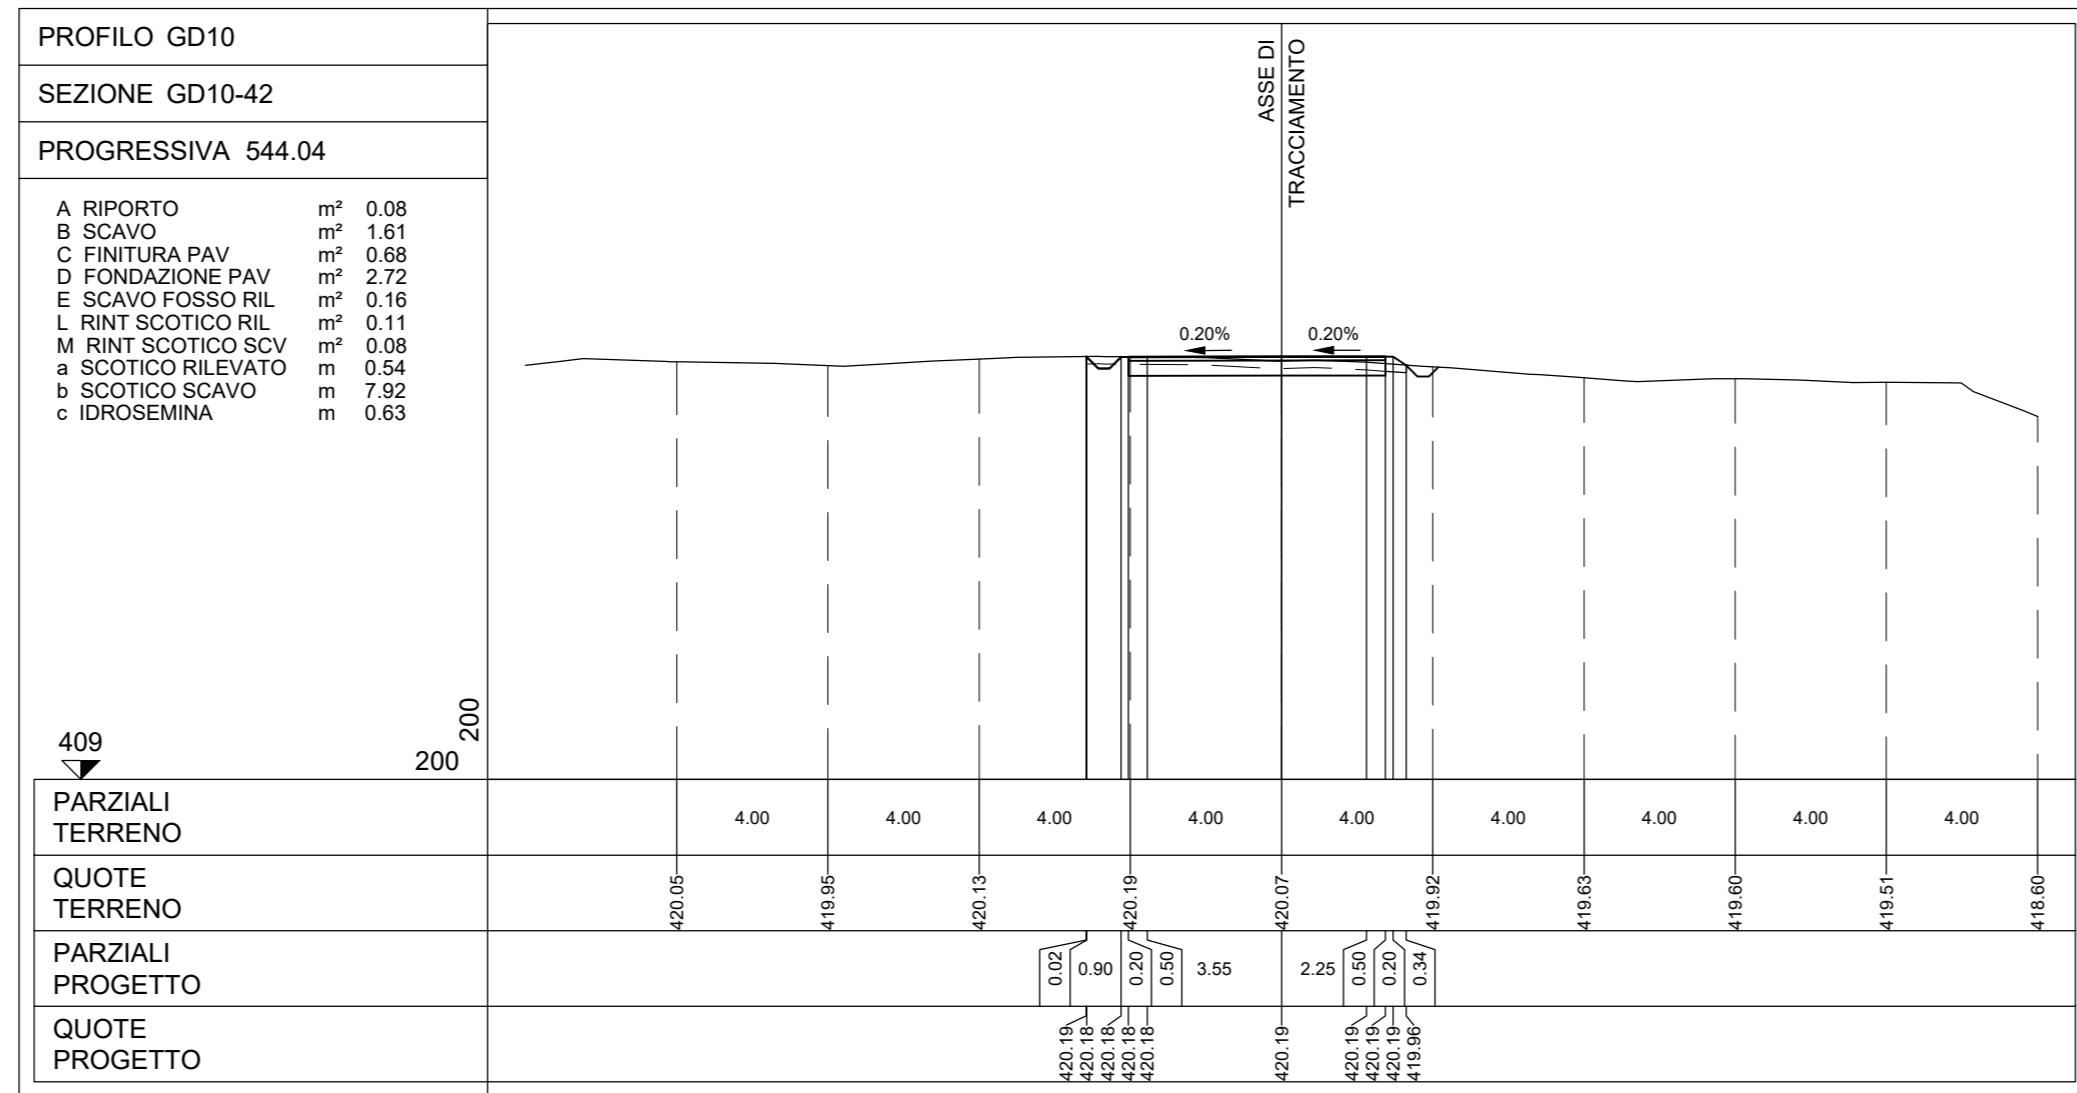 PROFILO GD10
SEZIONE GD10-42
PROGRESSIVA 544.04
A RIPORTO m² 0.08
B SCAVO m² 1.61
C FINITURA PAV m² 0.68
D FONDAZIONE PAV m² 2.72
E SCAVO FOSSO RIL m² 0.16
L RINT SCOTICO RIL m² 0.11
M RINT SCOTICO SCV m² 0.08
a SCOTICO RILEVATO m 0.54
b SCOTICO SCAVO m 7.92
c IDROSEMINA m 0.63
ASSE DI
TRACCIAMENTO
0.20% 0.20%
409
200
200
PARZIALI
TERRENO
4.00 4.00 4.00 4.00 4.00 4.00 4.00 4.00 4.00
QUOTE
TERRENO
420.05 419.95 420.13 420.19 420.07 419.92 419.63 419.60 419.51 418.60
PARZIALI
PROGETTO
0.02 0.90 0.20 0.50 3.55 2.25 0.50 0.20 0.34
QUOTE
PROGETTO
420.19 420.18 420.18 420.18 420.18 420.19 420.19 420.19 420.19 419.96